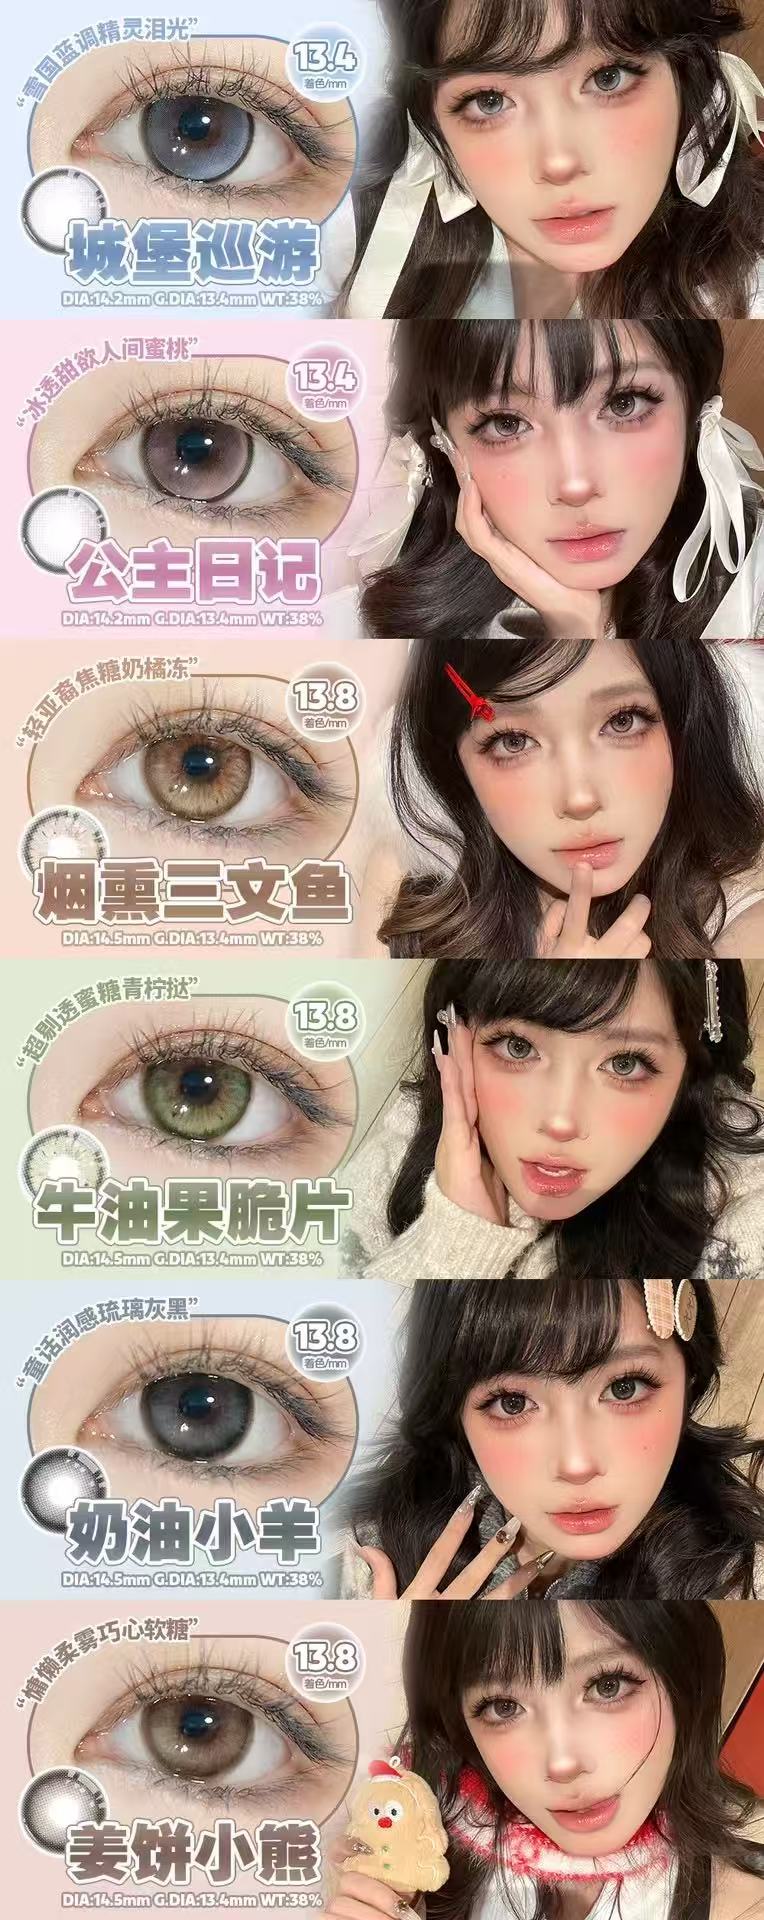 “雪国蓝调精灵泪光”
13.4
着色/mm
城堡巡游
DIA:14.2mm G.DIA:13.4mm WT:38%
“冰透甜欲人间蜜桃”
13.4
着色/mm
公主日记
DIA:14.2mm G.DIA:13.4mm WT:38%
“轻亚裔焦糖奶橘冻”
13.8
着色/mm
烟熏三文鱼
DIA:14.5mm G.DIA:13.4mm WT:38%
“超剔透蜜糖青柠挞”
13.8
着色/mm
牛油果脆片
DIA:14.5mm G.DIA:13.4mm WT:38%
“童话润感琉璃灰黑”
13.8
着色/mm
奶油小羊
DIA:14.5mm G.DIA:13.4mm WT:38%
“慵懒柔雾巧心软糖”
13.8
着色/mm
姜饼小熊
DIA:14.5mm G.DIA:13.4mm WT:38%